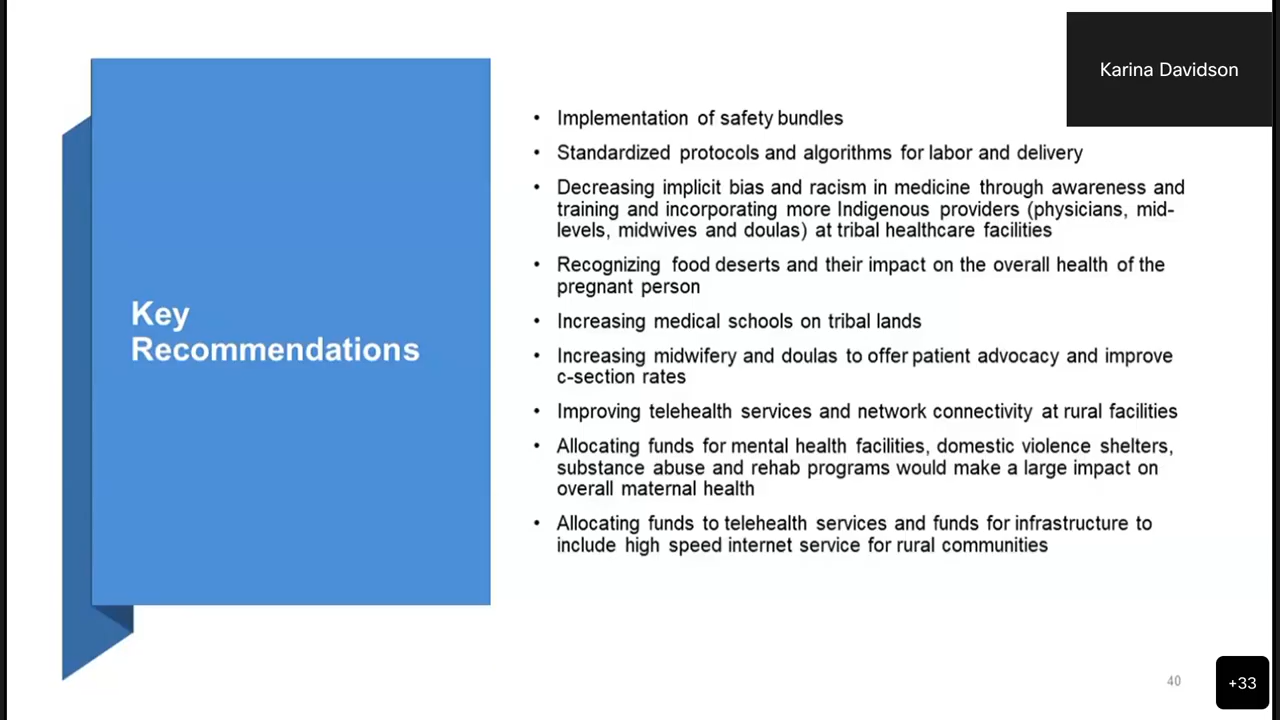 Karina Davidson
Key
Recommendations
• Implementation of safety bundles
• Standardized protocols and algorithms for labor and delivery
• Decreasing implicit bias and racism in medicine through awareness and
training and incorporating more Indigenous providers (physicians, mid-
levels, midwives and doulas) at tribal healthcare facilities
• Recognizing food deserts and their impact on the overall health of the
pregnant person
• Increasing medical schools on tribal lands
• Increasing midwifery and doulas to offer patient advocacy and improve
c-section rates
• Improving telehealth services and network connectivity at rural facilities
• Allocating funds for mental health facilities, domestic violence shelters,
substance abuse and rehab programs would make a large impact on
overall maternal health
• Allocating funds to telehealth services and funds for infrastructure to
include high speed internet service for rural communities
40
+33